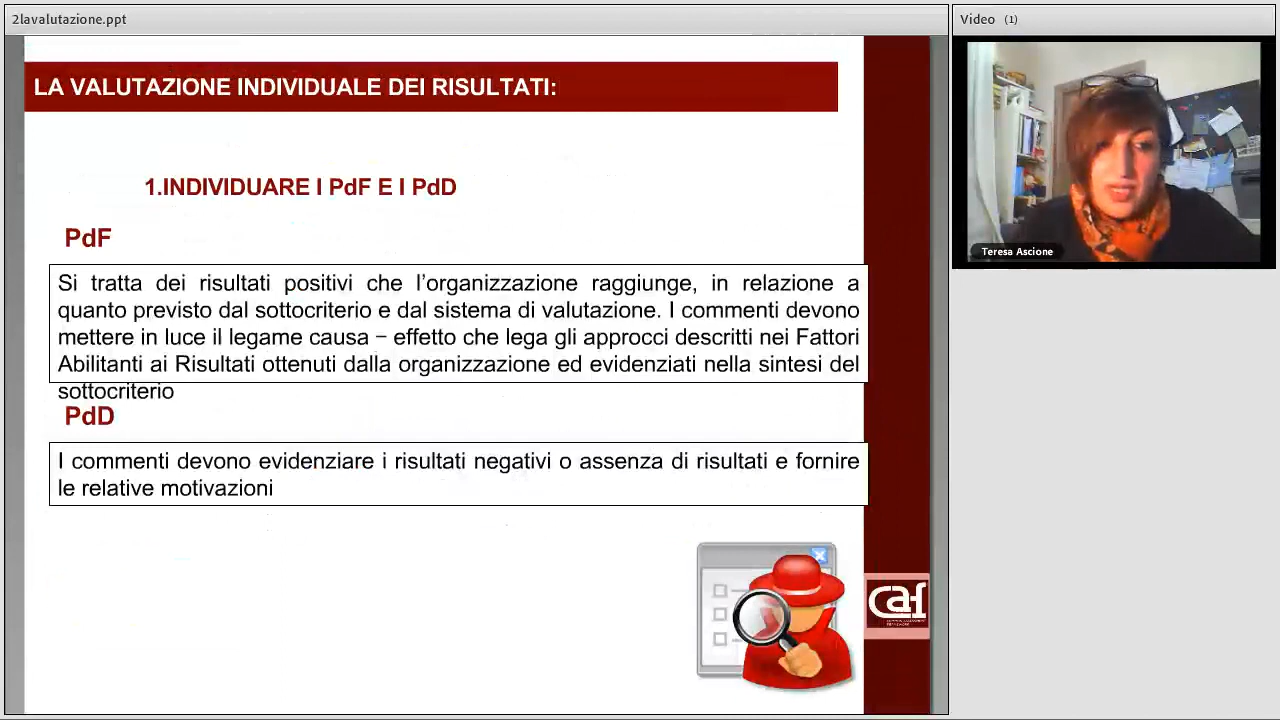 2lavalutazione.ppt
Video (1)
LA VALUTAZIONE INDIVIDUALE DEI RISULTATI:
1.INDIVIDUARE I PdF E I PdD
PdF
Si tratta dei risultati positivi che l’organizzazione raggiunge, in relazione a
quanto previsto dal sottocriterio e dal sistema di valutazione. I commenti devono
mettere in luce il legame causa – effetto che lega gli approcci descritti nei Fattori
Abilitanti ai Risultati ottenuti dalla organizzazione ed evidenziati nella sintesi del
sottocriterio
PdD
I commenti devono evidenziare i risultati negativi o assenza di risultati e fornire
le relative motivazioni
Teresa Ascione
caf